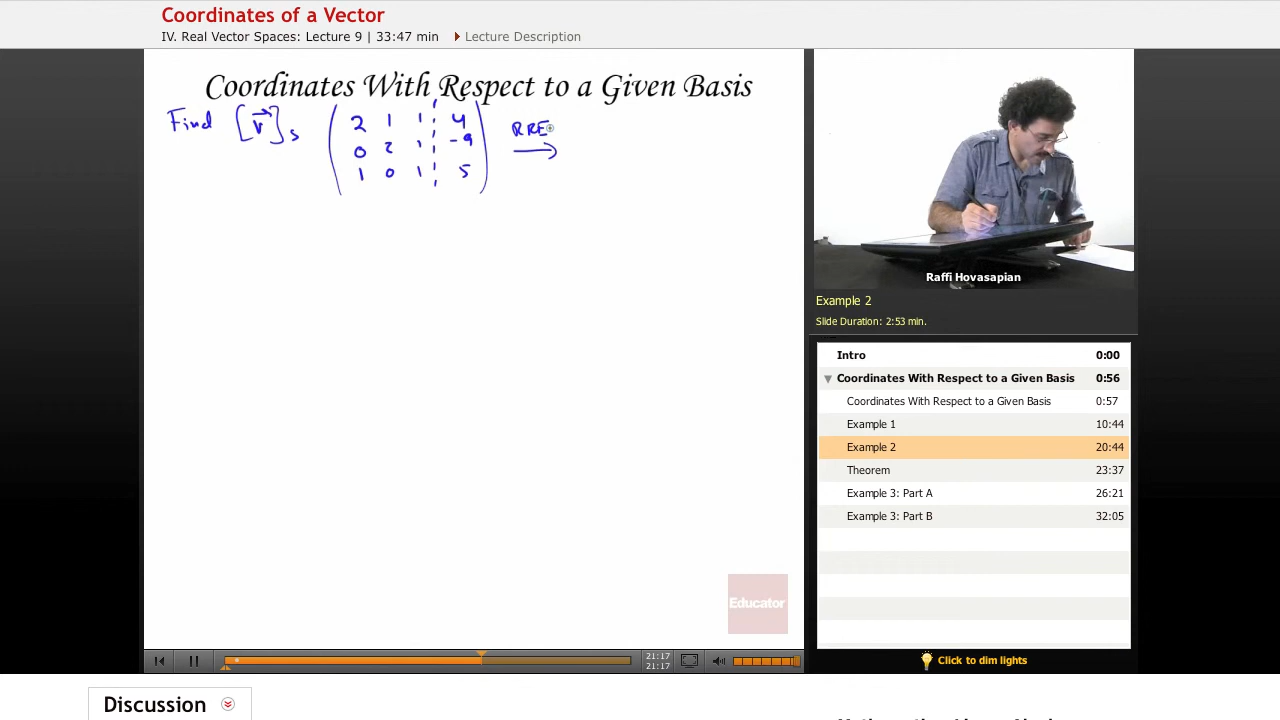 Coordinates of a Vector
IV. Real Vector Spaces: Lecture 9 | 33:47 min Lecture Description
Coordinates With Respect to a Given Basis
Find [v]s
2 1 1 4
0 2 1 -9
1 0 1 5
RRE
Raffi Hovasapian
Example 2
Slide Duration: 2:53 min.
Intro 0:00
Coordinates With Respect to a Given Basis 0:56
Coordinates With Respect to a Given Basis 0:57
Example 1 10:44
Example 2 20:44
Theorem 23:37
Example 3: Part A 26:21
Example 3: Part B 32:05
Educator
21:17
21:17
Click to dim lights
Discussion